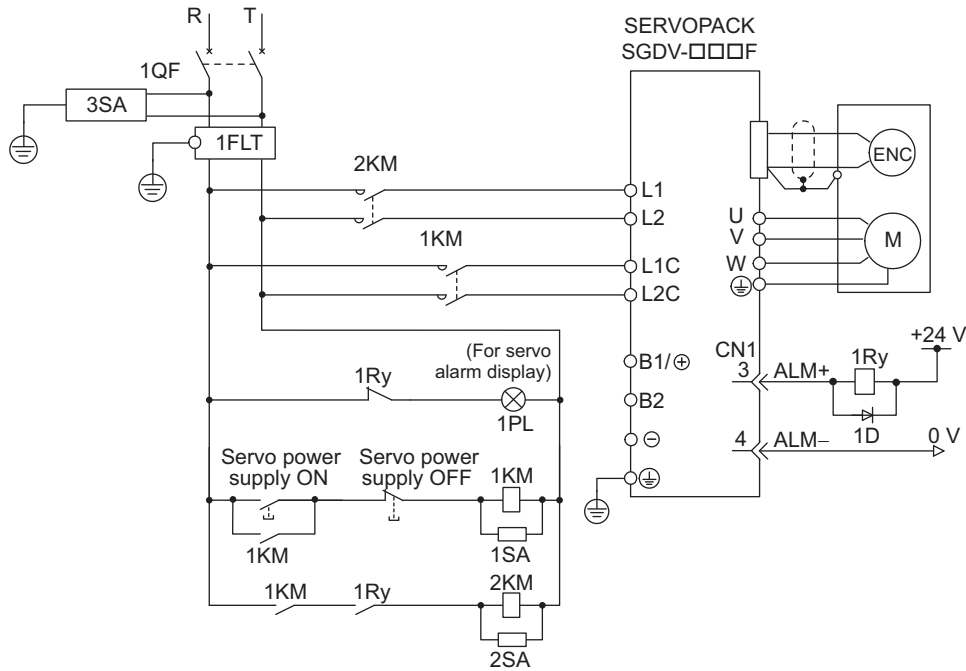 R T
SERVOPACK
SGDV-□□□F
1QF
3SA
1FLT
2KM
ENC
L1
L2
U
V
W
M
1KM
L1C
L2C
+24 V
(For servo
alarm display)
CN1
1Ry
B1/⊕
3 ALM+
1Ry
1PL
B2
1D
4 ALM−
0 V
⊖
Servo power
supply ON
Servo power
supply OFF
1KM
1KM
1SA
1KM
1Ry
2KM
2SA